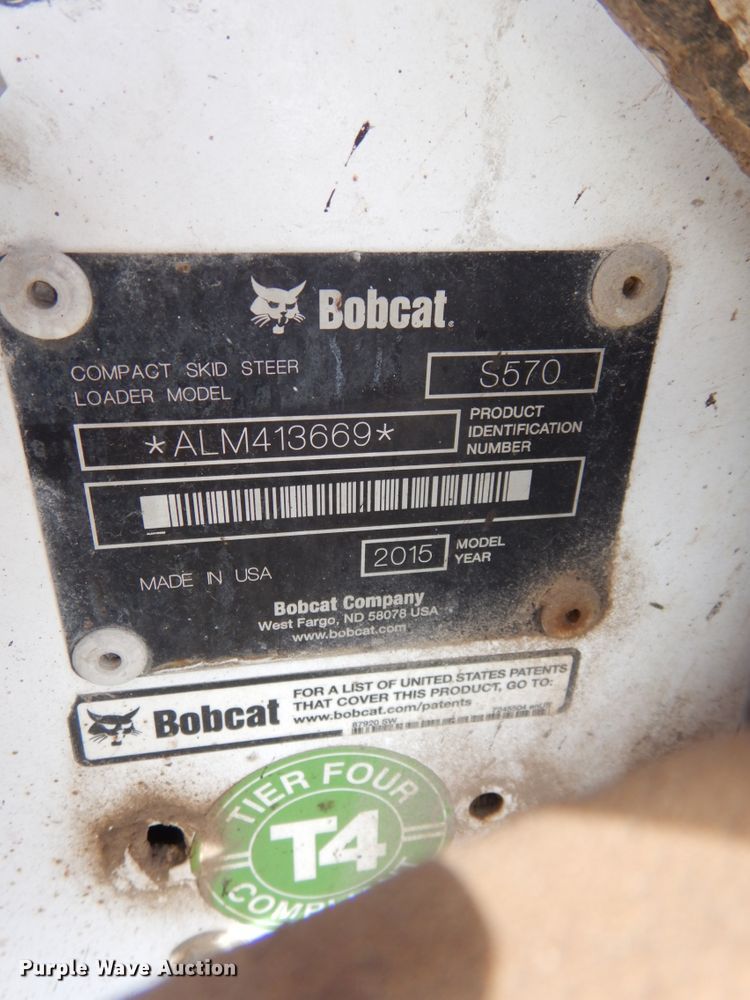 Bobcat.
COMPACT SKID STEER
LOADER MODEL
S570
*ALM413669*
PRODUCT
IDENTIFICATION
NUMBER
2015
MODEL
YEAR
MADE IN USA
Bobcat Company
West Fargo, ND 58078 USA
www.bobcat.com
Bobcat
FOR A LIST OF UNITED STATES PATENTS
THAT COVER THIS PRODUCT, GO TO:
www.bobcat.com/patents
87920 SW
TIER FOUR
T4
Purple Wave Auction